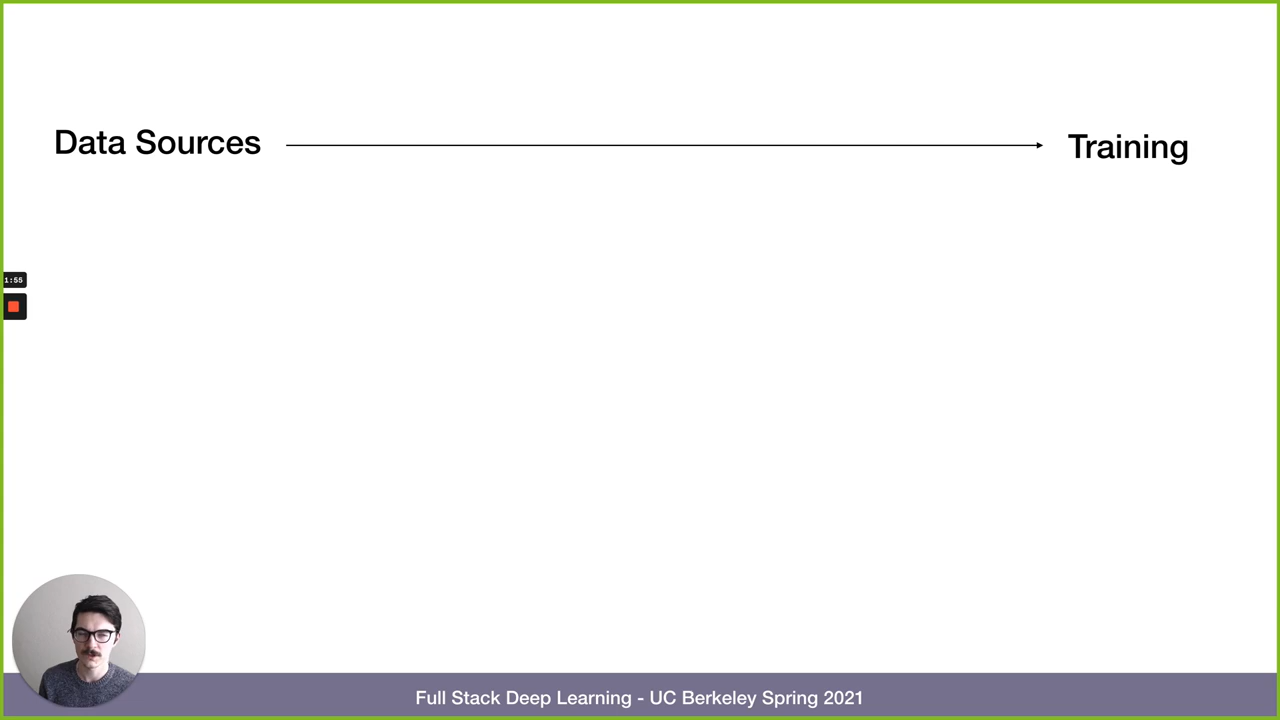 Data Sources
Training
1:55
Full Stack Deep Learning - UC Berkeley Spring 2021